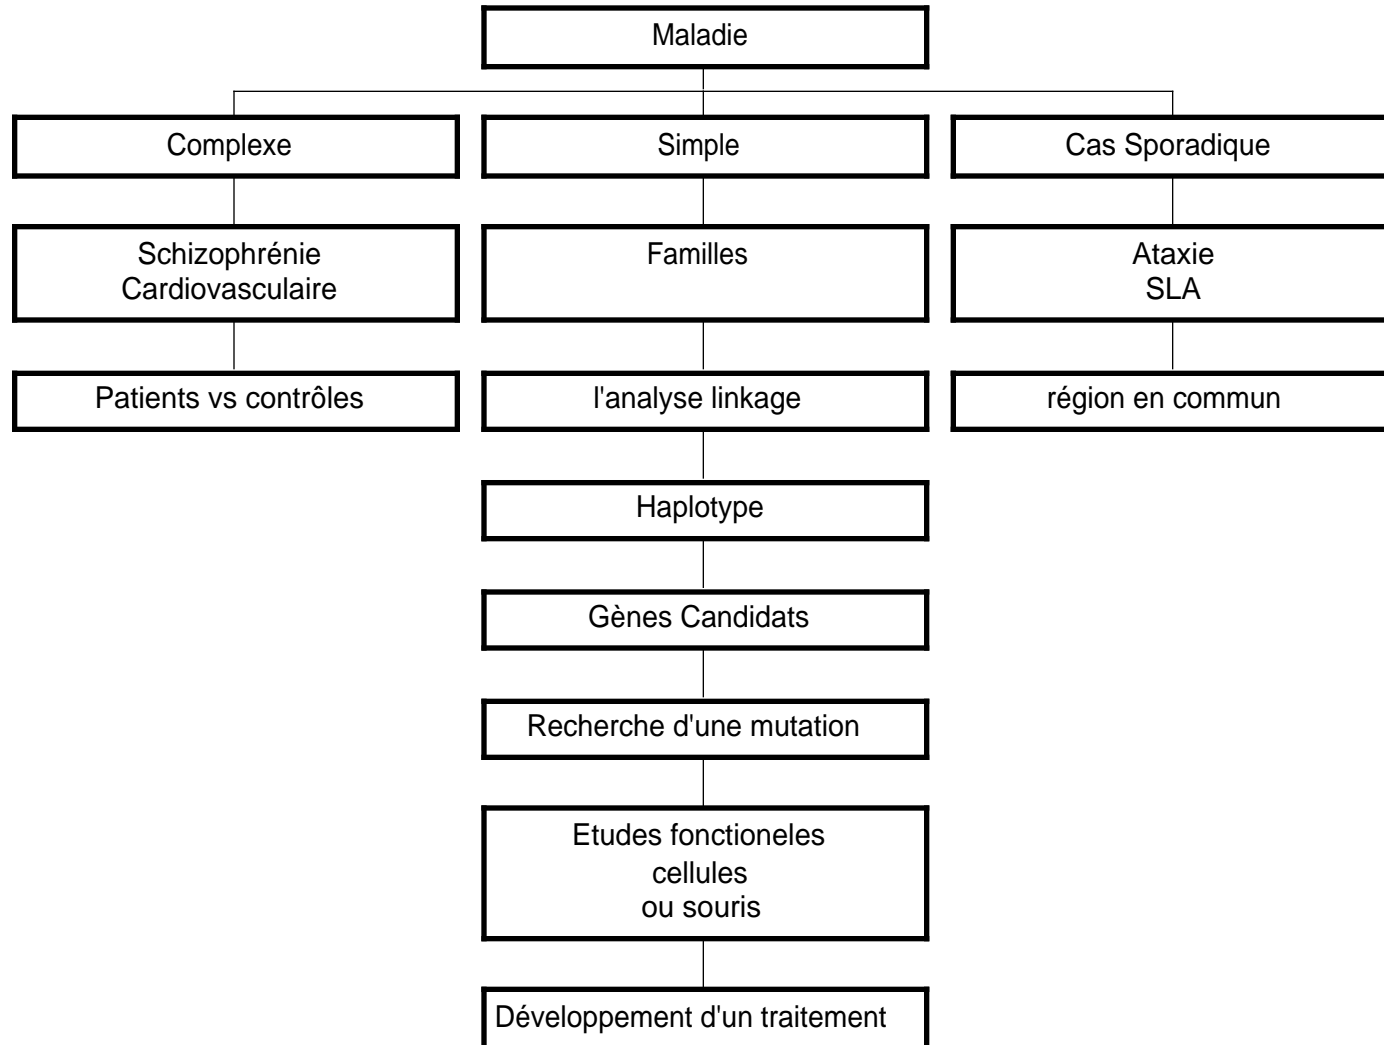 Maladie
Complexe
Simple
Cas Sporadique
Schizophrénie
Cardiovasculaire
Familles
Ataxie
SLA
Patients vs contrôles
l'analyse linkage
région en commun
Haplotype
Gènes Candidats
Recherche d'une mutation
Etudes fonctioneles
cellules
ou souris
Développement d'un traitement